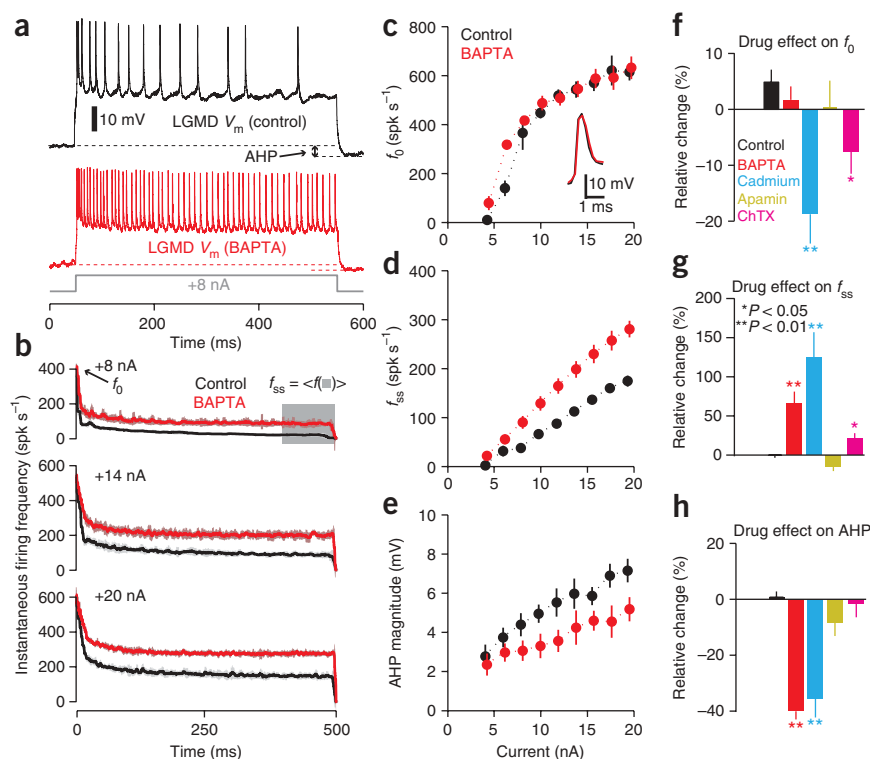 a
LGMD Vm (control)
10 mV
AHP
LGMD Vm (BAPTA)
+8 nA
0 200 400 600
Time (ms)
b
Instantaneous firing frequency (spk s−1)
400
200
0
+8 nA
f0
Control
BAPTA
fss = <f( )>
600
400
200
0
+14 nA
600
400
200
0
+20 nA
0 250 500
Time (ms)
c
Control
BAPTA
f0 (spk s−1)
800
600
400
200
0
10 mV
1 ms
0 5 10 15 20
d
fss (spk s−1)
400
300
200
100
0
0 5 10 15 20
e
AHP magnitude (mV)
10
8
6
4
2
0
0 5 10 15 20
Current (nA)
f
Drug effect on f0
Relative change (%)
10
0
−10
−20
Control
BAPTA
Cadmium
Apamin
ChTX
**
*
g
Drug effect on fss
Relative change (%)
200
150
100
50
0
*P < 0.05
**P < 0.01
**
**
*
h
Drug effect on AHP
Relative change (%)
40
0
−20
−40
**
**